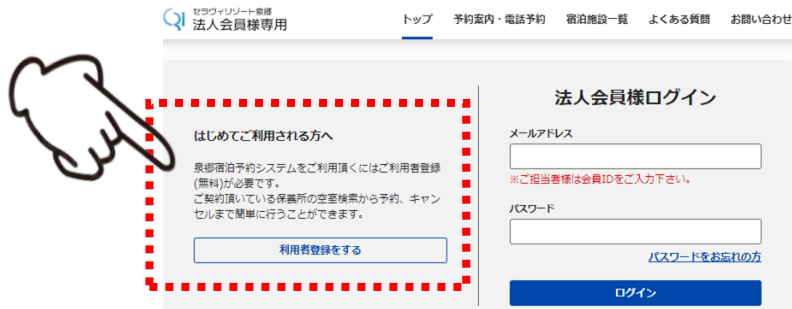 セラヴィリゾート泉郷
法人会員様専用
トップ 予約案内・電話予約 宿泊施設一覧 よくある質問 お問い合わせ
はじめてご利用される方へ
泉郷宿泊予約システムをご利用頂くにはご利用者登録
(無料)が必要です。
ご契約頂いている保養所の空室検索から予約、キャン
セルまで簡単に行うことができます。
利用者登録をする
法人会員様ログイン
メールアドレス
※ご担当者様は会員IDをご入力下さい。
パスワード
パスワードをお忘れの方
ログイン